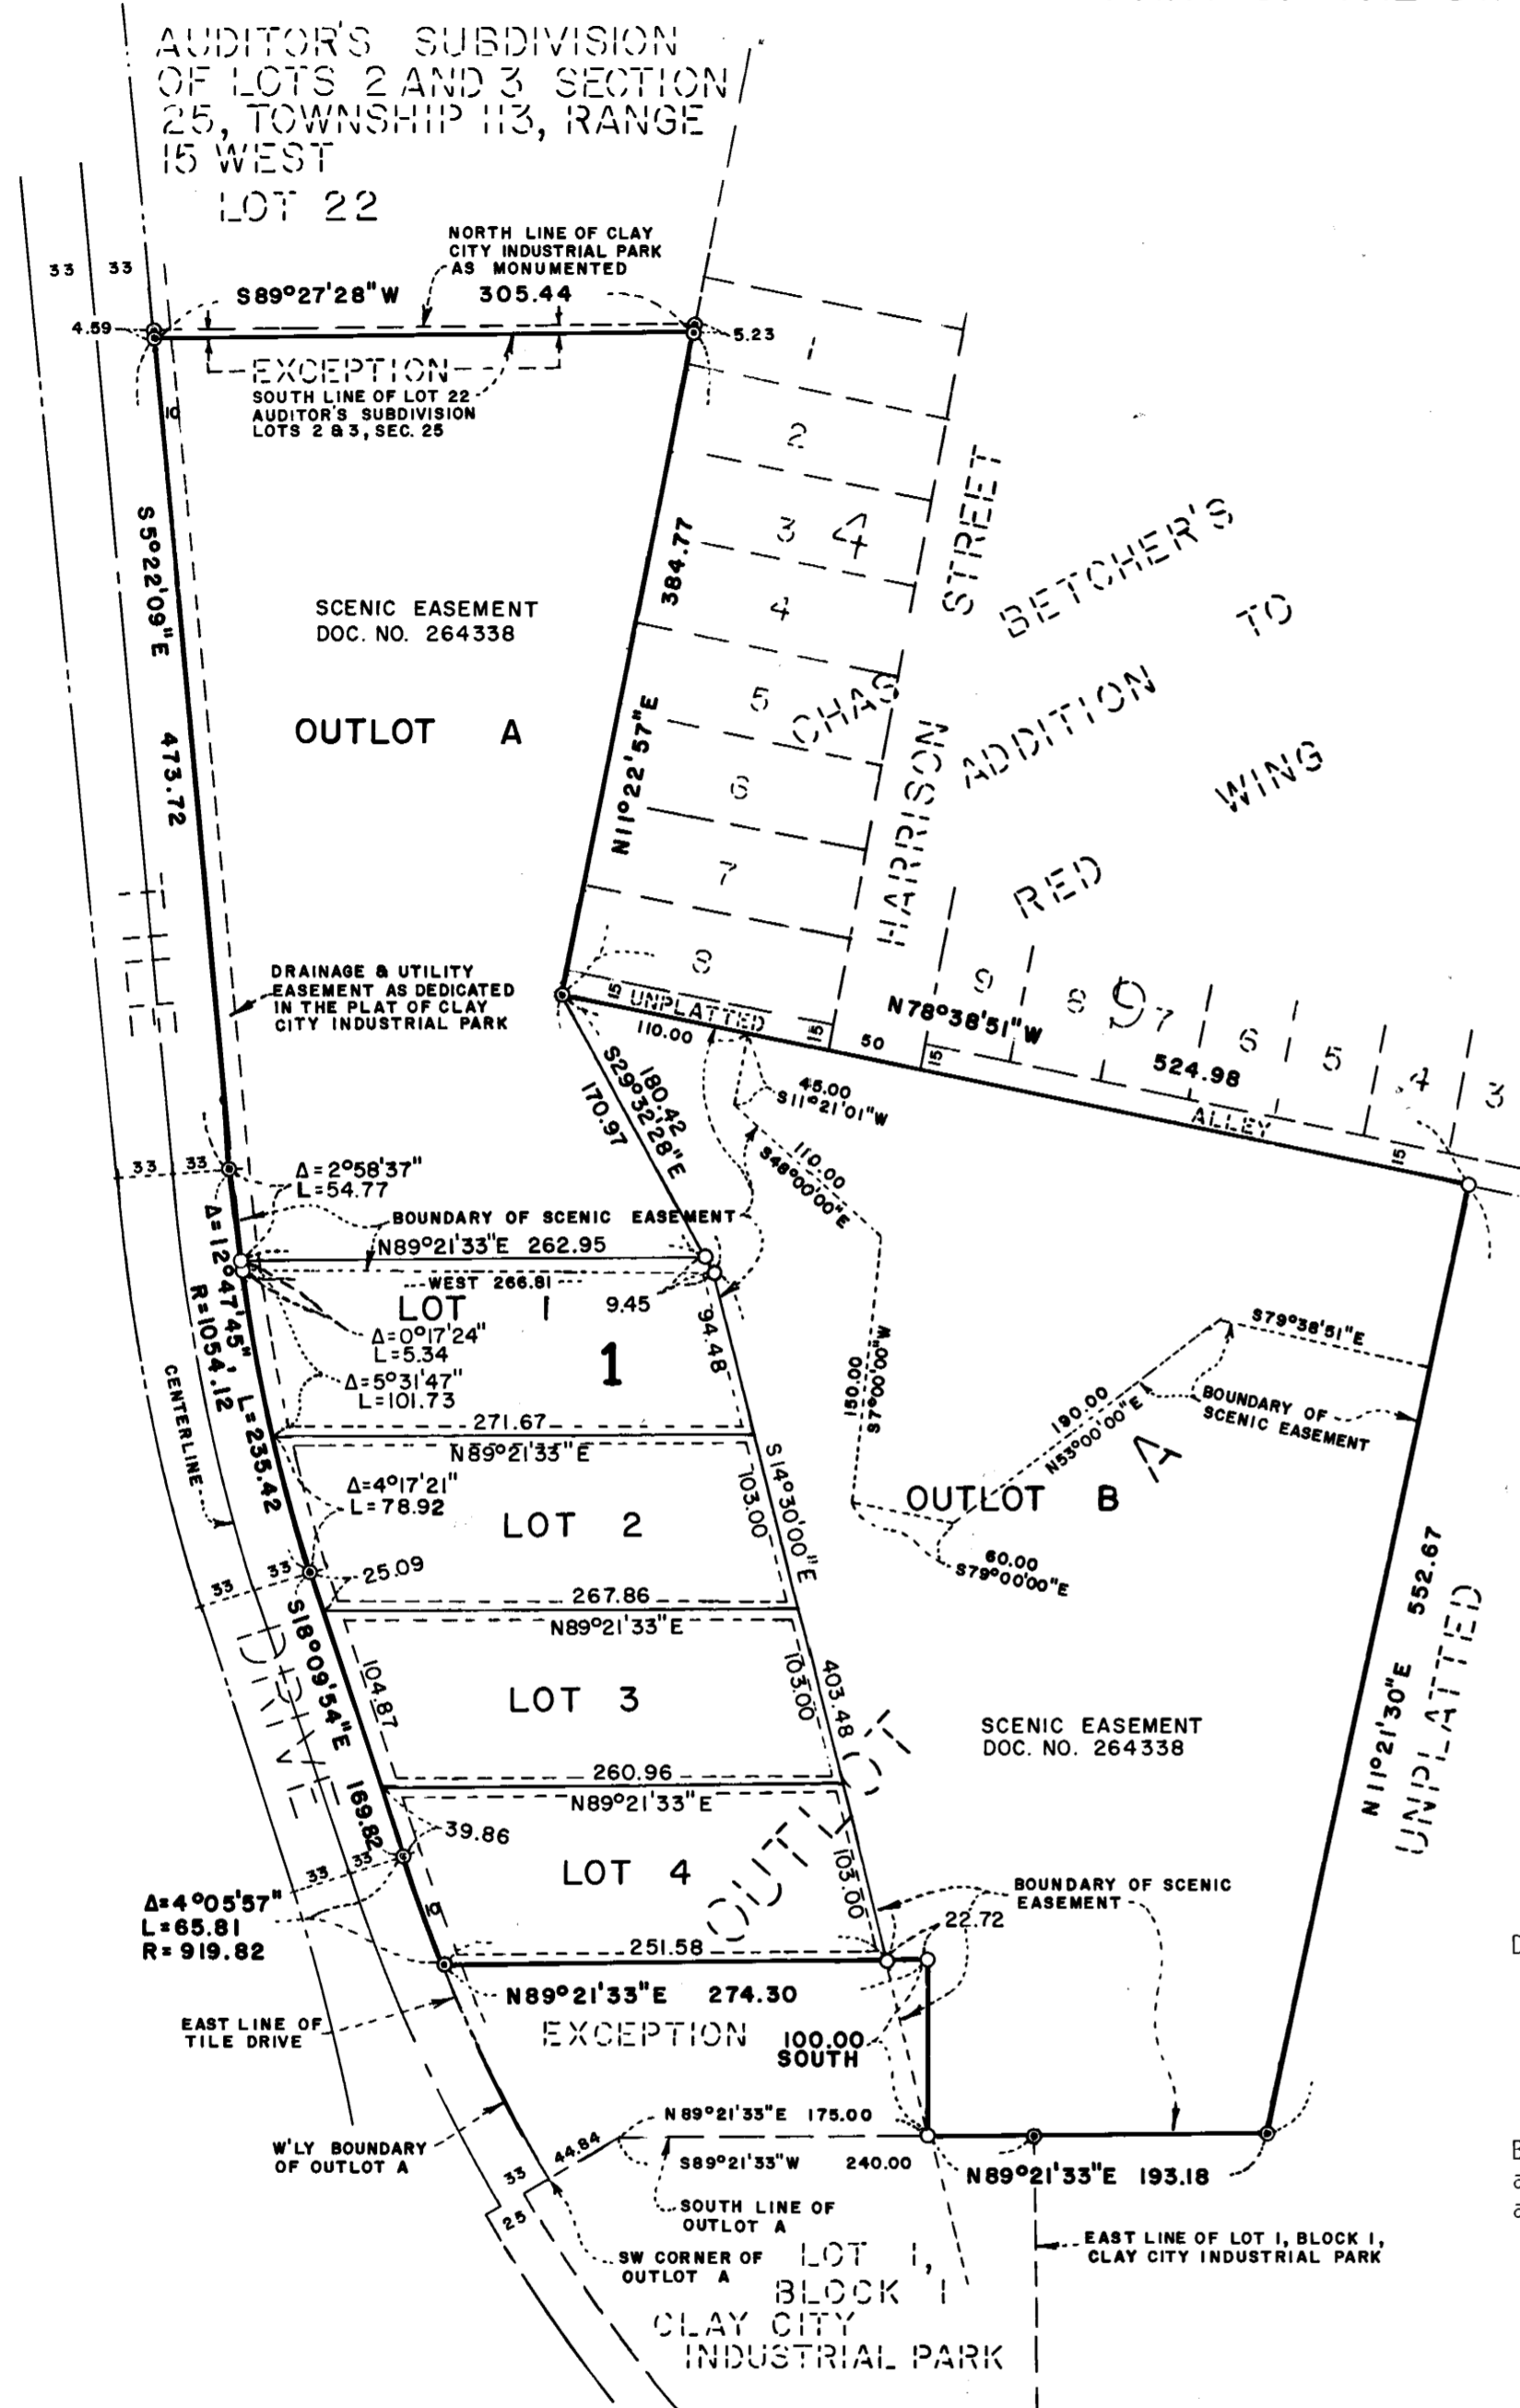 AUDITOR'S SUBDIVISION
OF LOTS 2 AND 3 SECTION
25, TOWNSHIP 113, RANGE
15 WEST
LOT 22
33
33
NORTH LINE OF CLAY
CITY INDUSTRIAL PARK
AS MONUMENTED
S89°27'28"W
305.44
4.59
5.23
EXCEPTION
SOUTH LINE OF LOT 22
AUDITOR'S SUBDIVISION
LOTS 2 & 3, SEC. 25
10
1
2
3
4
4
5
6
7
8
STREET
HARRISON
CHAS
BETCHER'S
ADDITION
TO
RED
WING
S 5°22'09"E
473.72
384.77
N11°22'57"E
SCENIC EASEMENT
DOC. NO. 264338
OUTLOT A
DRAINAGE & UTILITY
EASEMENT AS DEDICATED
IN THE PLAT OF CLAY
CITY INDUSTRIAL PARK
15
UNPLATTED
15
110.00
50
15
N78°38'51"W
524.98
9
8
9
7
6
5
4
3
ALLEY
15
180.42
S29°32'28"E
170.97
45.00
S11°21'01"W
110.00
S48°00'00"E
33
33
Δ=2°58'37"
L=54.77
BOUNDARY OF SCENIC EASEMENT
N89°21'33"E 262.95
WEST 266.81
LOT 1
9.45
1
94.48
Δ=12°47'45"
L=235.42
R=1054.12
Δ=0°17'24"
L=5.34
Δ=5°31'47"
L=101.73
CENTERLINE
271.67
N89°21'33"E
150.00
S7°00'00"W
S79°38'51"E
190.00
N53°00'00"E
BOUNDARY OF
SCENIC EASEMENT
A
Δ=4°17'21"
L=78.92
LOT 2
103.00
S14°30'00"E
OUTLOT B
60.00
S79°00'00"E
33
33
25.09
267.86
N89°21'33"E
S18°09'54"E
169.82
DRIVE
104.87
LOT 3
103.00
403.48
SCENIC EASEMENT
DOC. NO. 264338
N11°21'30"E
552.67
UNPLATTED
260.96
N89°21'33"E
39.86
33
33
LOT 4
103.00
OUTLOT
Δ=4°05'57"
L=65.81
R=919.82
10
251.58
22.72
BOUNDARY OF SCENIC
EASEMENT
N89°21'33"E 274.30
EAST LINE OF
TILE DRIVE
EXCEPTION
100.00
SOUTH
N89°21'33"E 175.00
44.84
S89°21'33"W 240.00
N89°21'33"E 193.18
W'LY BOUNDARY
OF OUTLOT A
33
25
SOUTH LINE OF
OUTLOT A
SW CORNER OF
OUTLOT A
EAST LINE OF LOT 1, BLOCK 1,
CLAY CITY INDUSTRIAL PARK
LOT 1,
BLOCK 1
CLAY CITY
INDUSTRIAL PARK